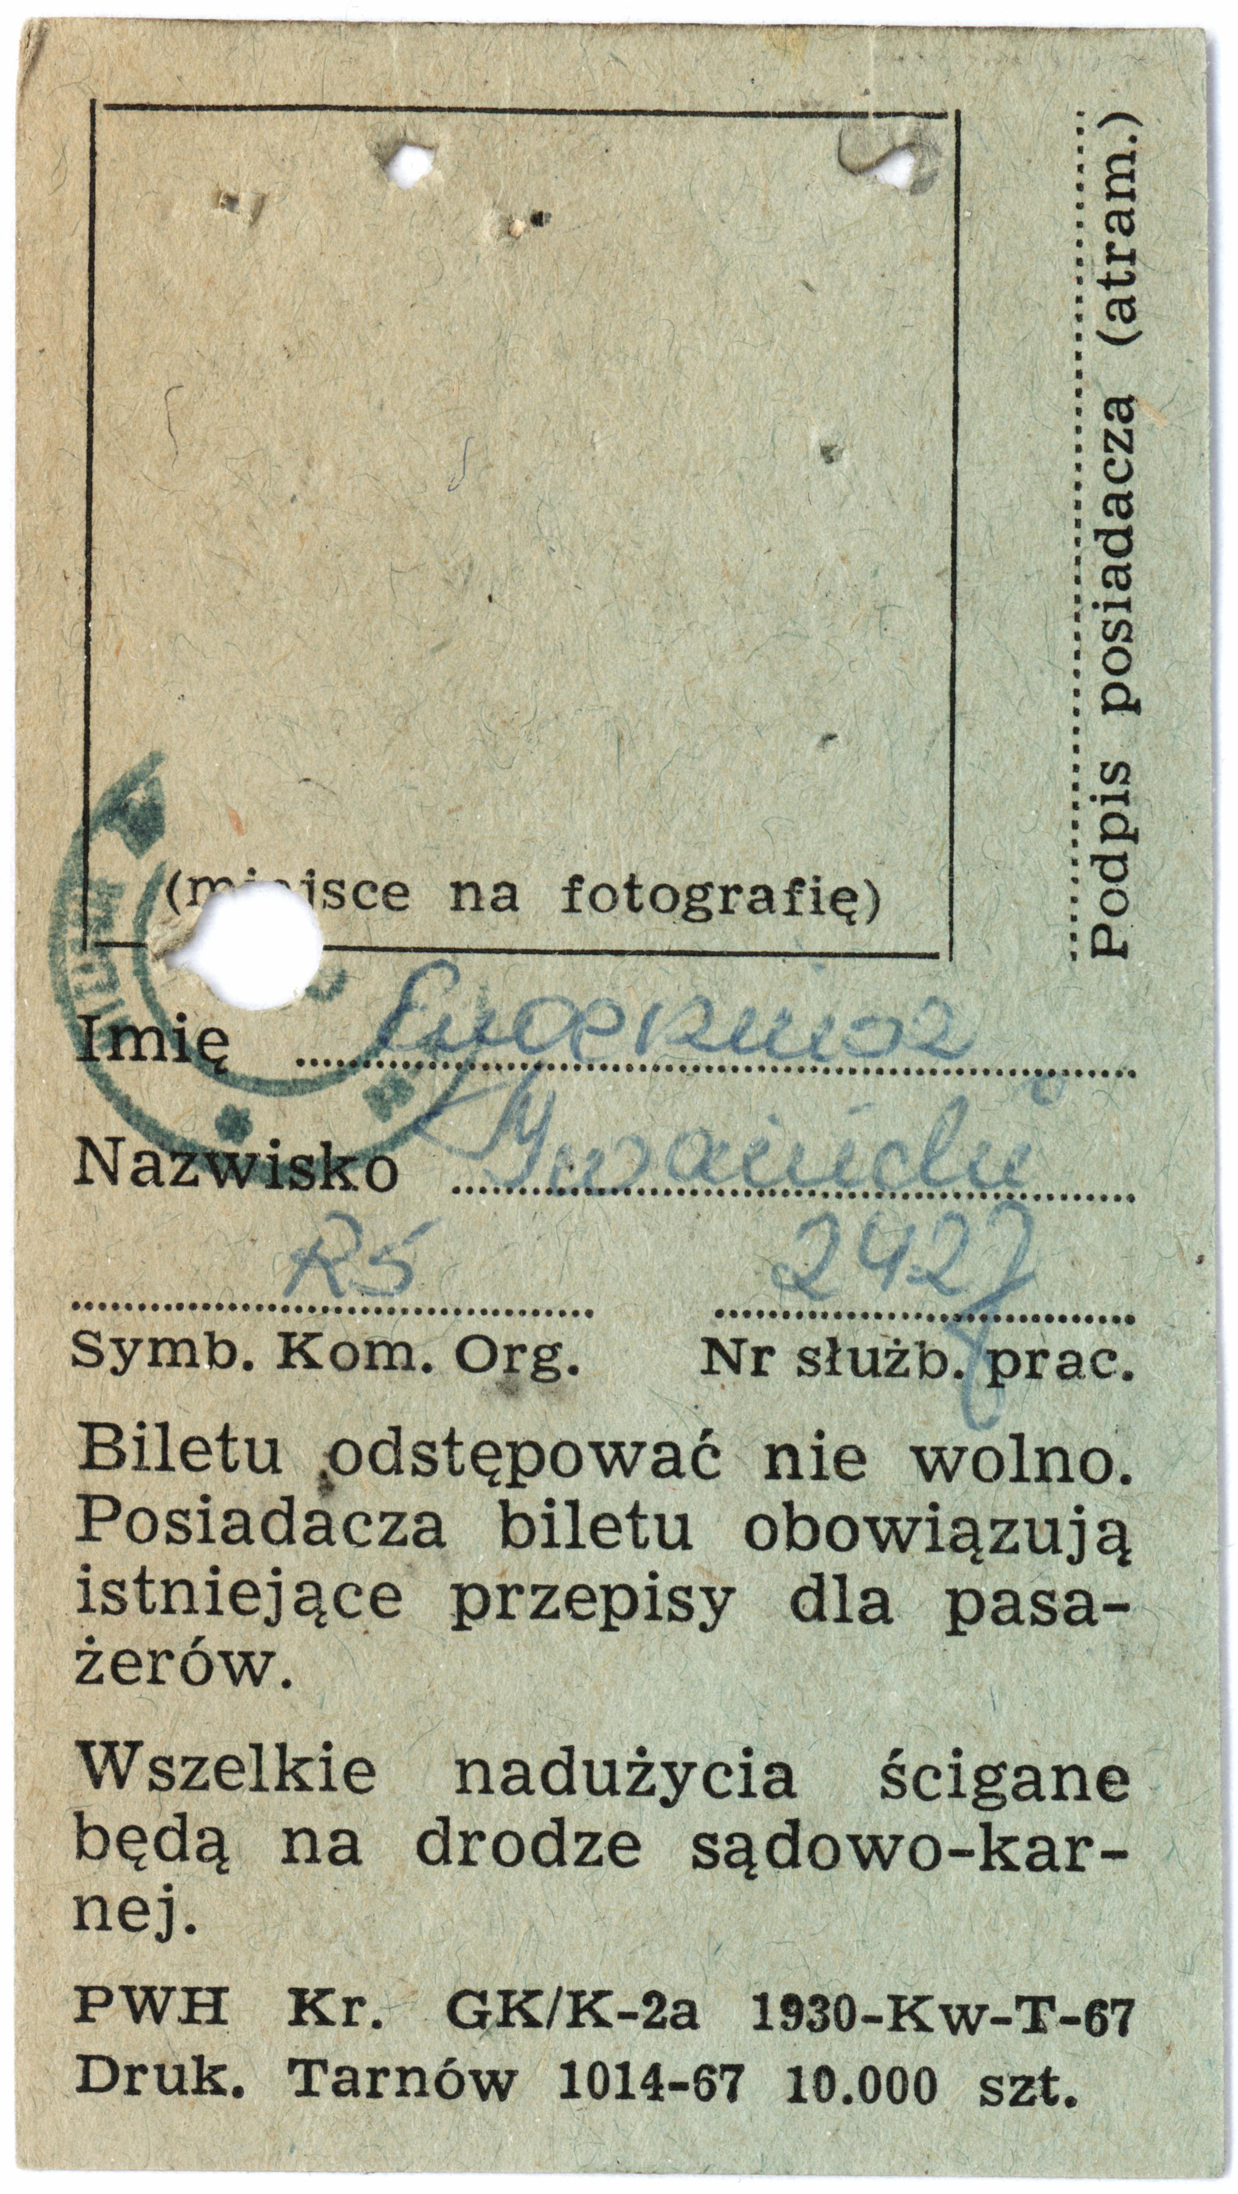 (miejsce na fotografię)
Podpis posiadacza (atram.)
Imię
Nazwisko
R5 2427
Symb. Kom. Org. Nr służb. prac.
Biletu odstępować nie wolno.
Posiadacza biletu obowiązują
istniejące przepisy dla pasa-
żerów.
Wszelkie nadużycia ścigane
będą na drodze sądowo-kar-
nej.
PWH Kr. GK/K-2a 1930-Kw-T-67
Druk. Tarnów 1014-67 10.000 szt.